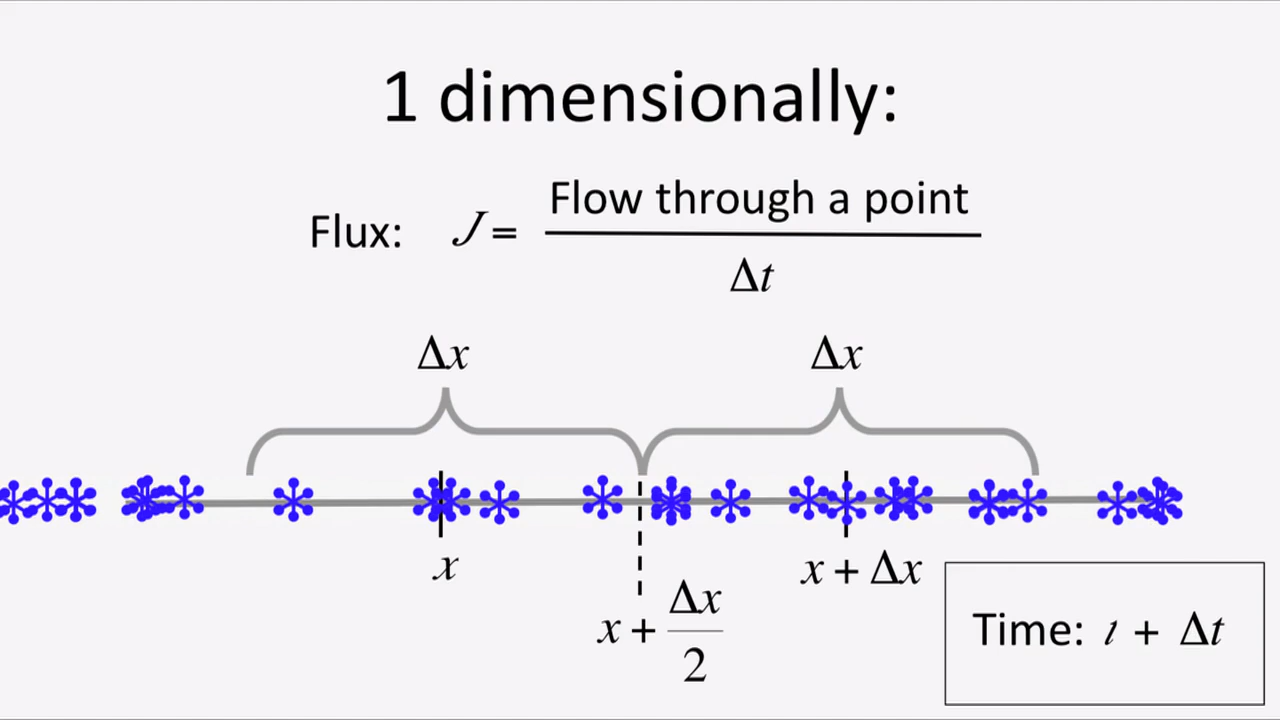 1 dimensionally:
Flux: J = Flow through a point
Δt
Δx Δx
x
x + Δx
x + Δx/2
Time: t + Δt